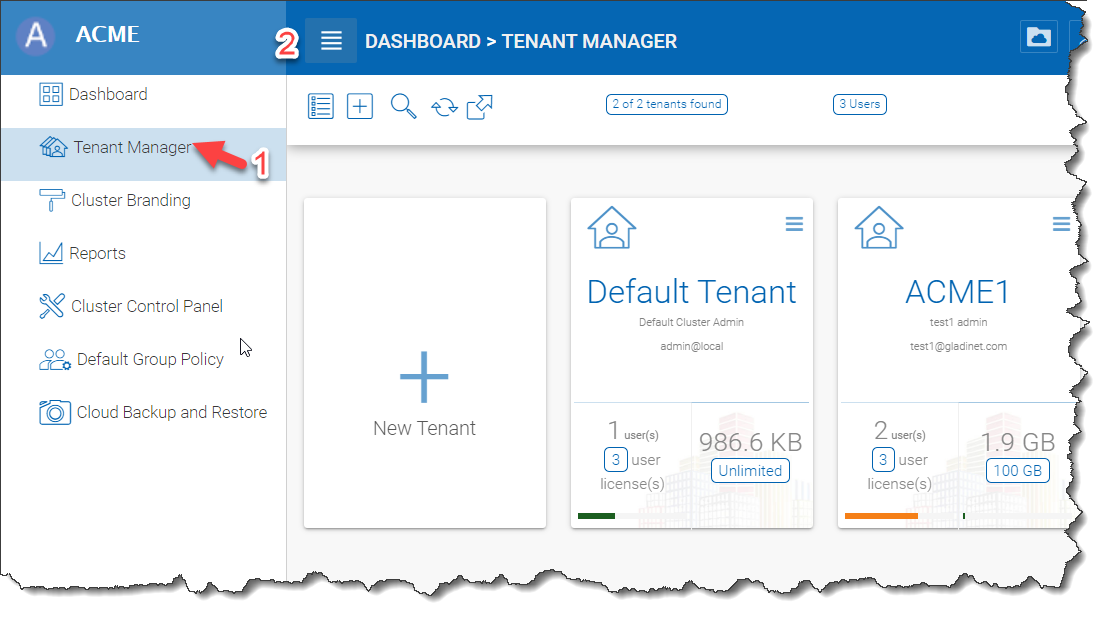 A ACME
2 DASHBOARD > TENANT MANAGER
Dashboard
2 of 2 tenants found
3 Users
Tenant Manager
1
Cluster Branding
Reports
Cluster Control Panel
Default Group Policy
Cloud Backup and Restore
New Tenant
Default Tenant
Default Cluster Admin
admin@local
1 user(s)
3 user
license(s)
986.6 KB
Unlimited
ACME1
test1 admin
test1@gladinet.com
2 user(s)
3 user
license(s)
1.9 GB
100 GB